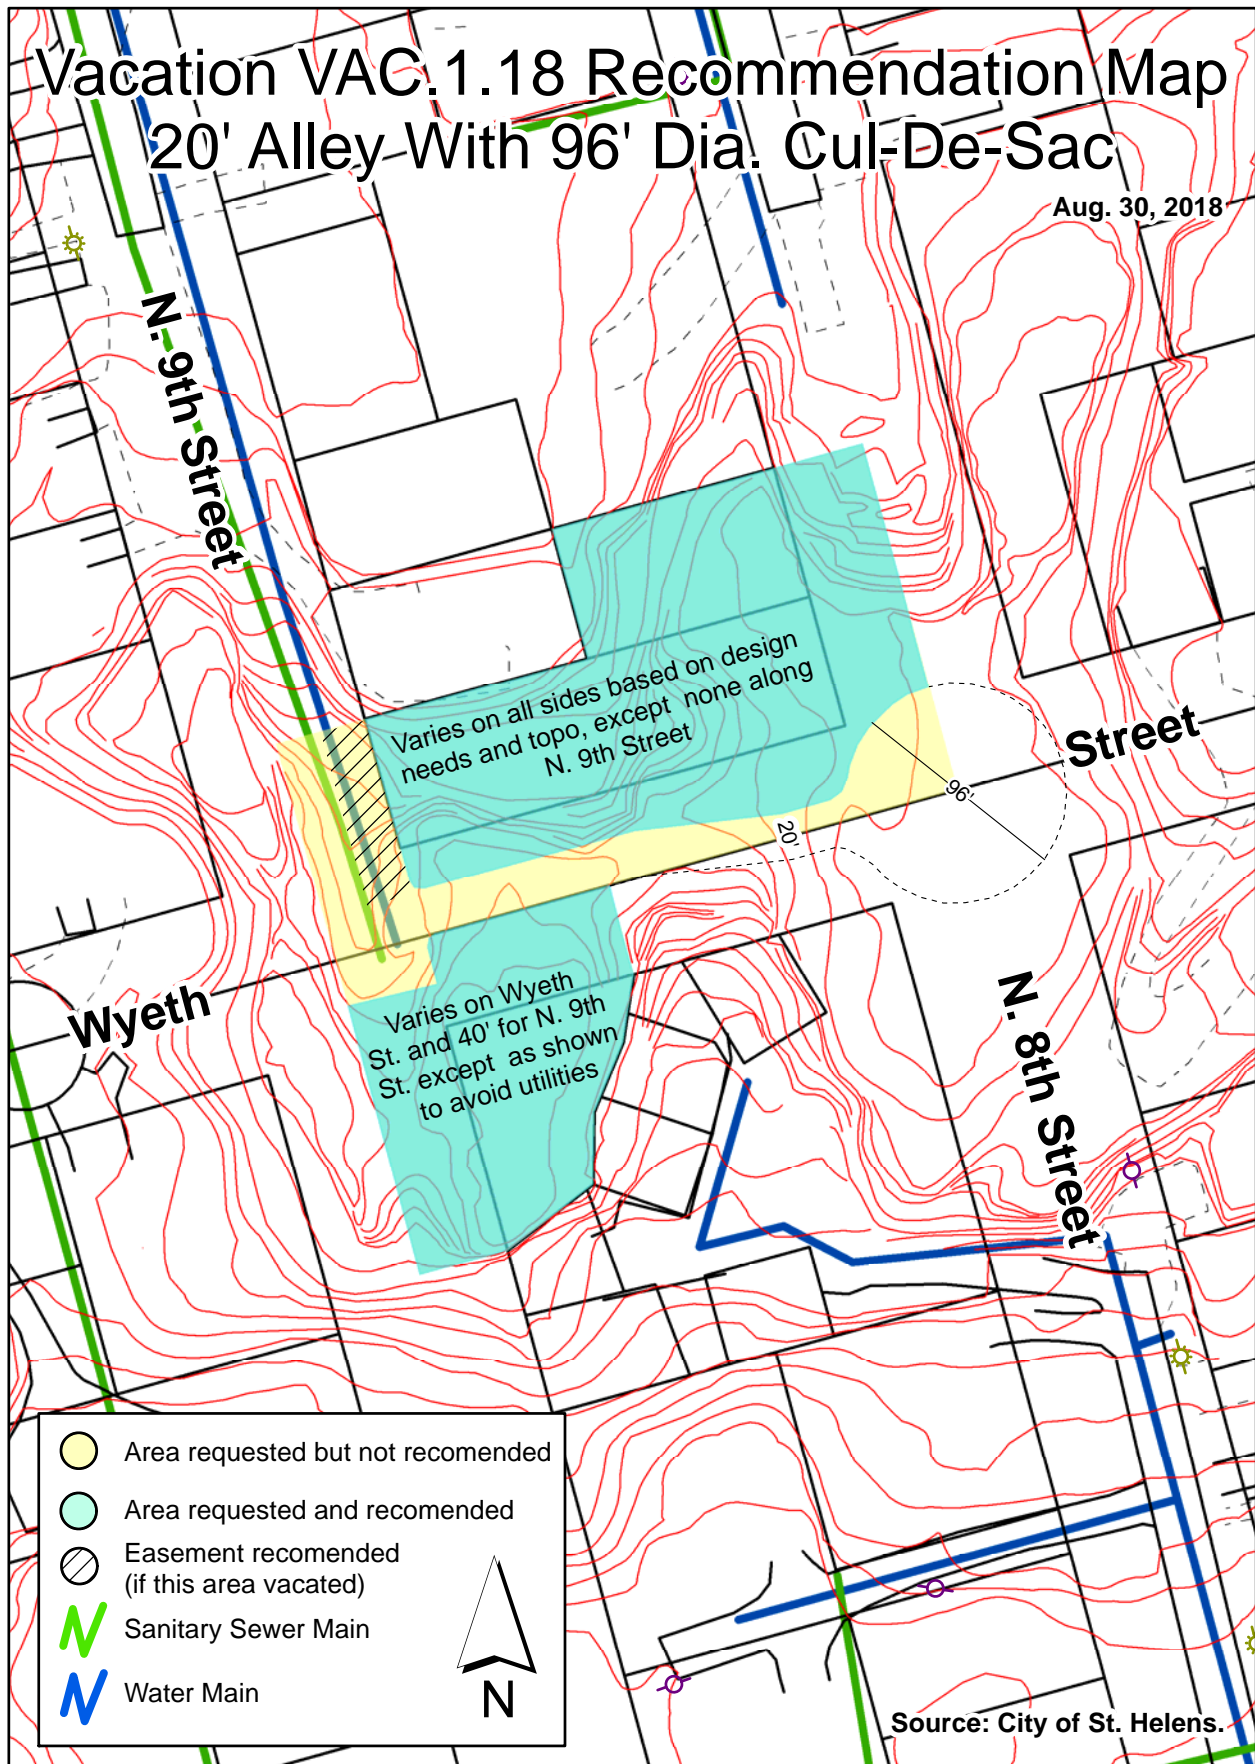 Vacation VAC.1.18 Recommendation Map
20' Alley With 96' Dia. Cul-De-Sac
Aug. 30, 2018
N. 9th Street
Varies on all sides based on design
needs and topo, except none along
N. 9th Street
Street
96'
20'
Wyeth
Varies on Wyeth
St. and 40' for N. 9th
St. except as shown
to avoid utilities
N. 8th Street
Area requested but not recomended
Area requested and recomended
Easement recomended
(if this area vacated)
Sanitary Sewer Main
Water Main
N
Source: City of St. Helens.